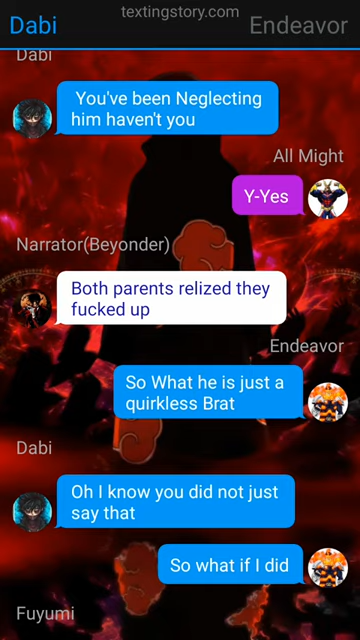 textingstory.com
Dabi
Endeavor
Dabi
You've been Neglecting
him haven't you
All Might
Y-Yes
Narrator(Beyonder)
Both parents relized they
fucked up
Endeavor
So What he is just a
quirkless Brat
Dabi
Oh I know you did not just
say that
So what if I did
Fuyumi